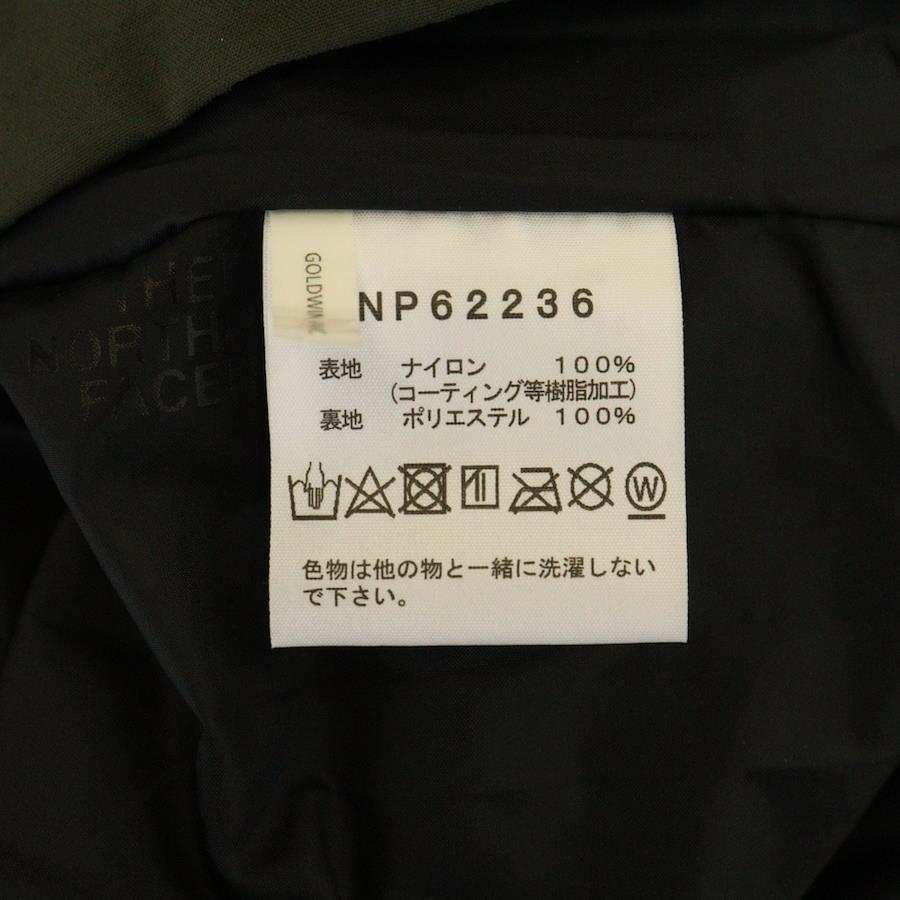 THE
NORTH
FACE
GOLDWIN INC
NP62236
表地 ナイロン 100%
(コーティング等樹脂加工)
裏地 ポリエステル 100%
W
色物は他の物と一緒に洗濯しない
で下さい。